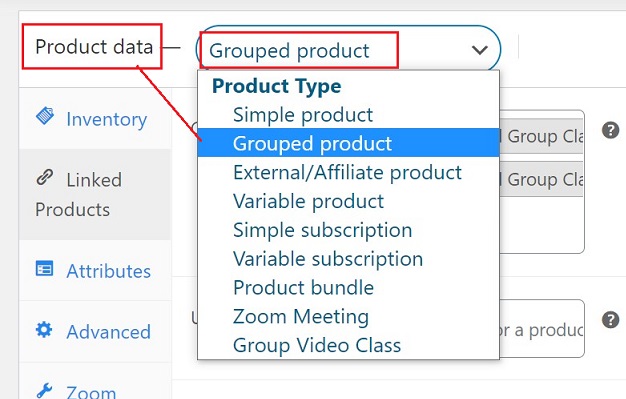 Product data —
Grouped product
Product Type
Simple product
Grouped product
External/Affiliate product
Variable product
Simple subscription
Variable subscription
Product bundle
Zoom Meeting
Group Video Class
Inventory
Linked
Products
Attributes
Advanced
Zoom
Group Cla
Group Cla
or a produc